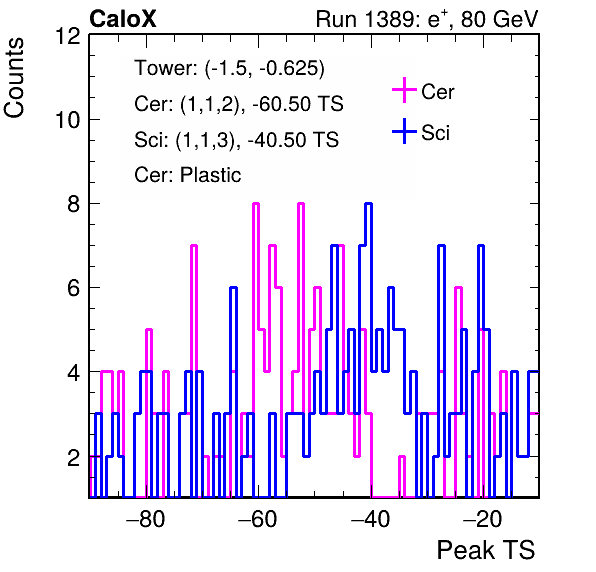 CaloX Run 1389: e⁺, 80 GeV
Counts
12
10
8
6
4
2
Tower: (-1.5, -0.625)
Cer: (1,1,2), -60.50 TS
Sci: (1,1,3), -40.50 TS
Cer: Plastic
Cer
Sci
−80 −60 −40 −20
Peak TS